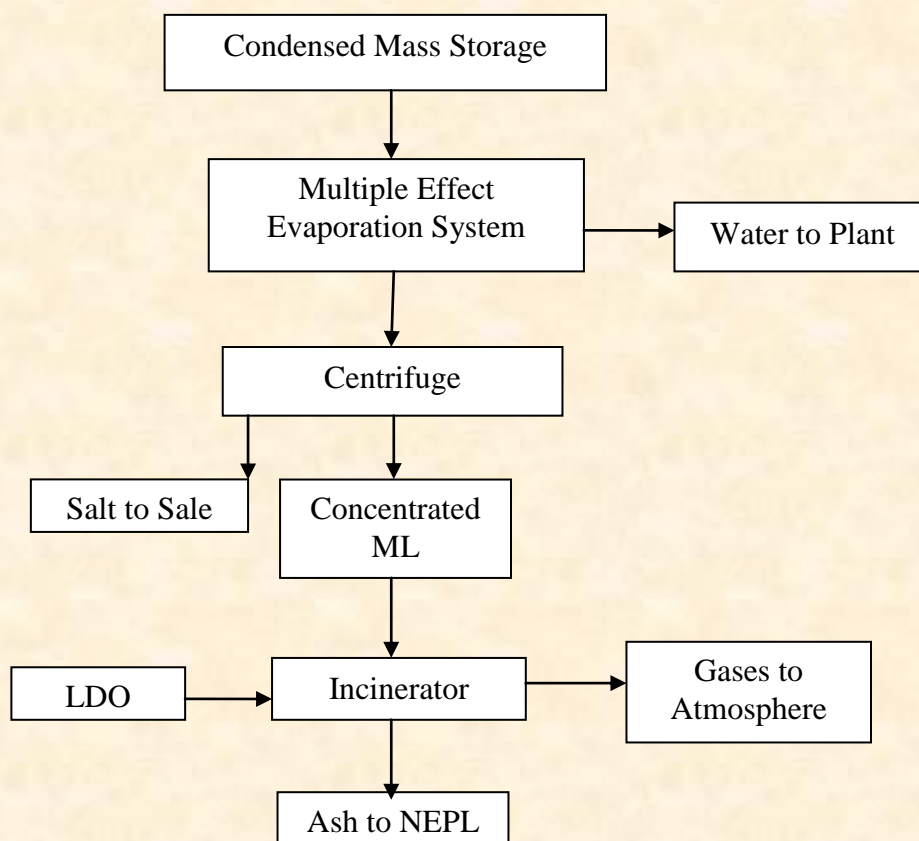 Condensed Mass Storage
Multiple Effect
Evaporation System
Water to Plant
Centrifuge
Salt to Sale
Concentrated
ML
LDO
Incinerator
Gases to
Atmosphere
Ash to NEPL